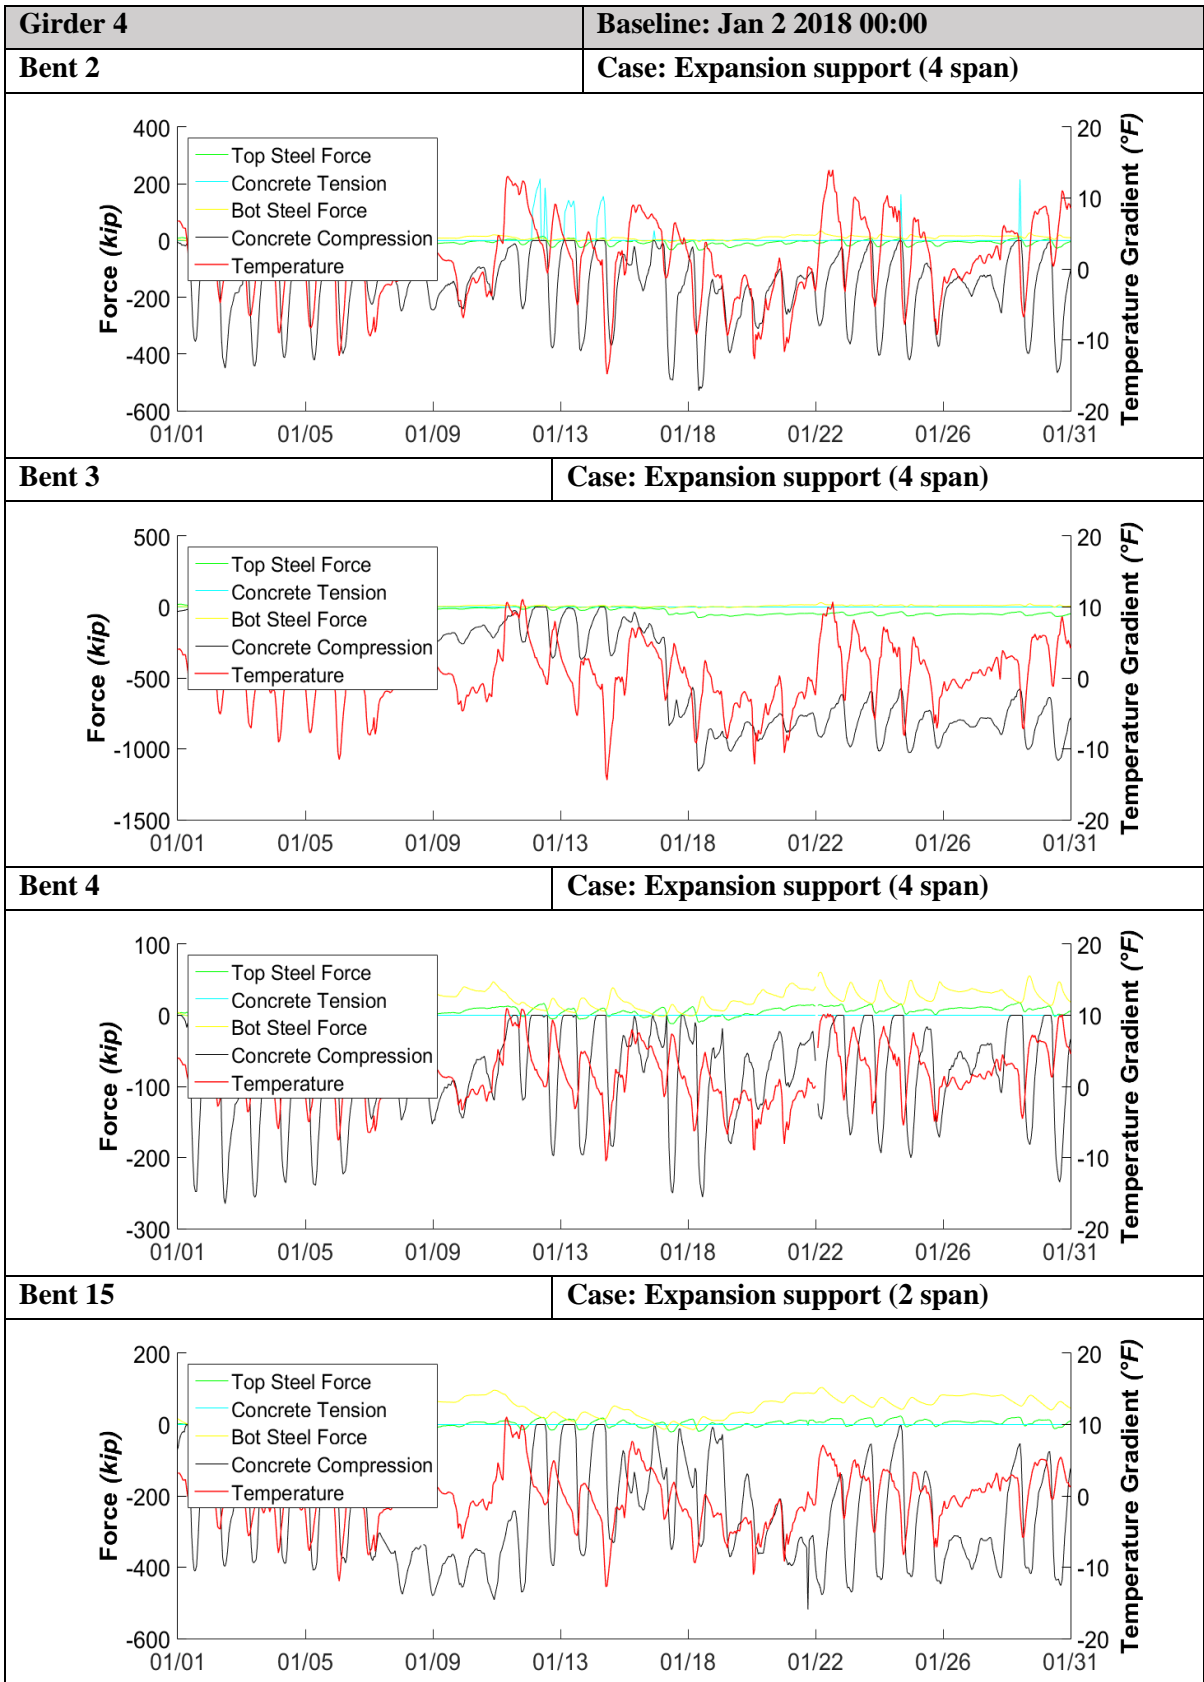 Girder 4 Baseline: Jan 2 2018 00:00
Bent 2 Case: Expansion support (4 span)
400 20
Top Steel Force
Concrete Tension
200 10
Bot Steel Force
0 Concrete Compression
Temperature 0
-200
-400 -10
-600 -20
Force (kip)
Temperature Gradient (°F)
01/01 01/05 01/09 01/13 01/18 01/22 01/26 01/31
Bent 3 Case: Expansion support (4 span)
500 20
Top Steel Force
Concrete Tension
0 10
Bot Steel Force
Concrete Compression
Temperature
-500 0
-1000 -10
-1500 -20
Force (kip)
Temperature Gradient (°F)
01/01 01/05 01/09 01/13 01/18 01/22 01/26 01/31
Bent 4 Case: Expansion support (4 span)
100 20
Top Steel Force
Concrete Tension
0 10
Bot Steel Force
Concrete Compression
Temperature
-100 0
-200 -10
-300 -20
Force (kip)
Temperature Gradient (°F)
01/01 01/05 01/09 01/13 01/18 01/22 01/26 01/31
Bent 15 Case: Expansion support (2 span)
200 20
Top Steel Force
Concrete Tension
0 10
Bot Steel Force
Concrete Compression
Temperature
-200 0
-400 -10
-600 -20
Force (kip)
Temperature Gradient (°F)
01/01 01/05 01/09 01/13 01/18 01/22 01/26 01/31